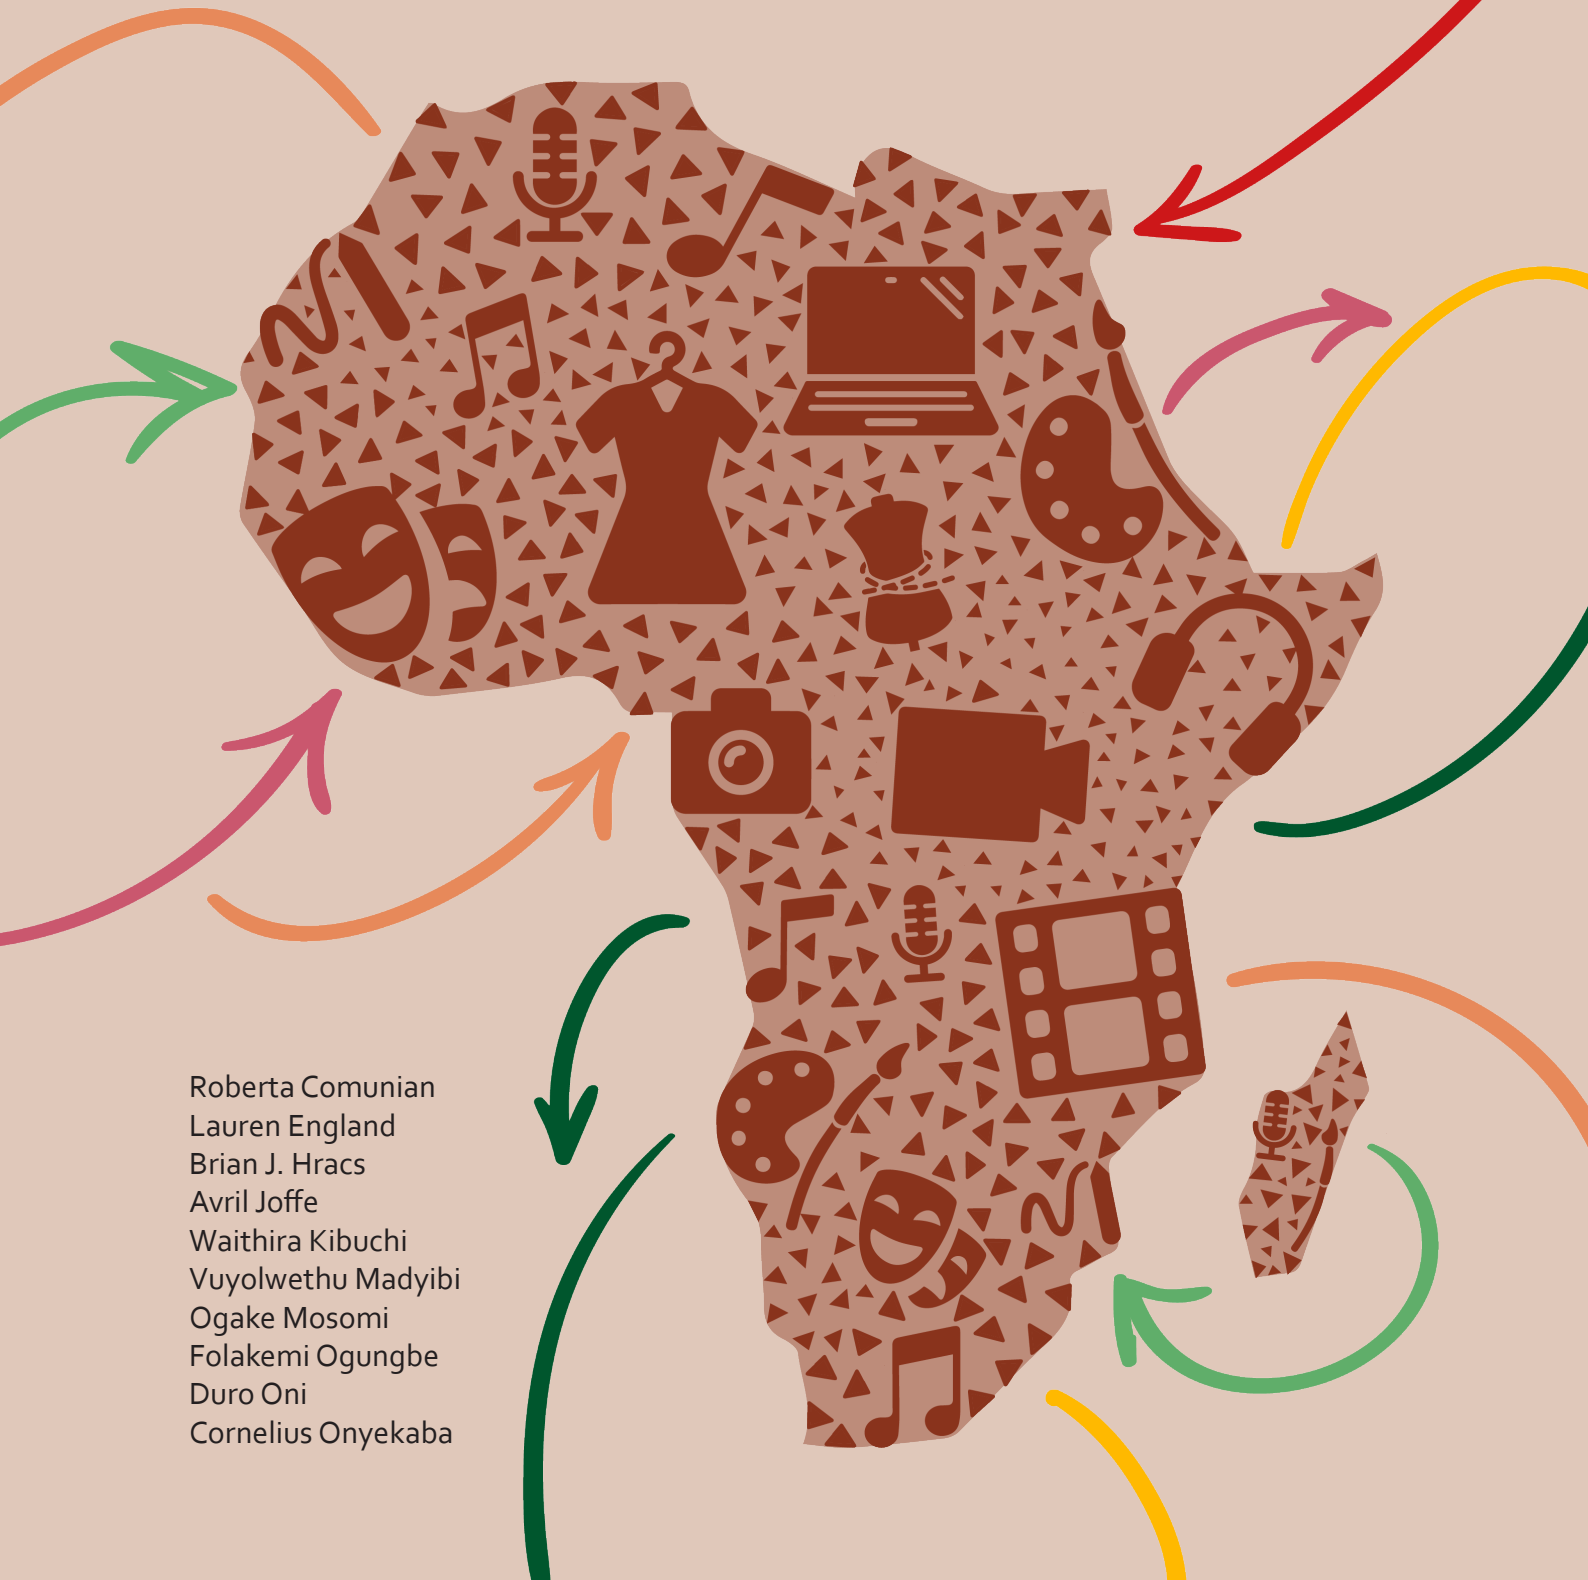 Roberta Comunian
Lauren England
Brian J. Hracs
Avril Joffe
Waithira Kibuchi
Vuyolwethu Madyibi
Ogake Mosomi
Folakemi Ogungbe
Duro Oni
Cornelius Onyekaba